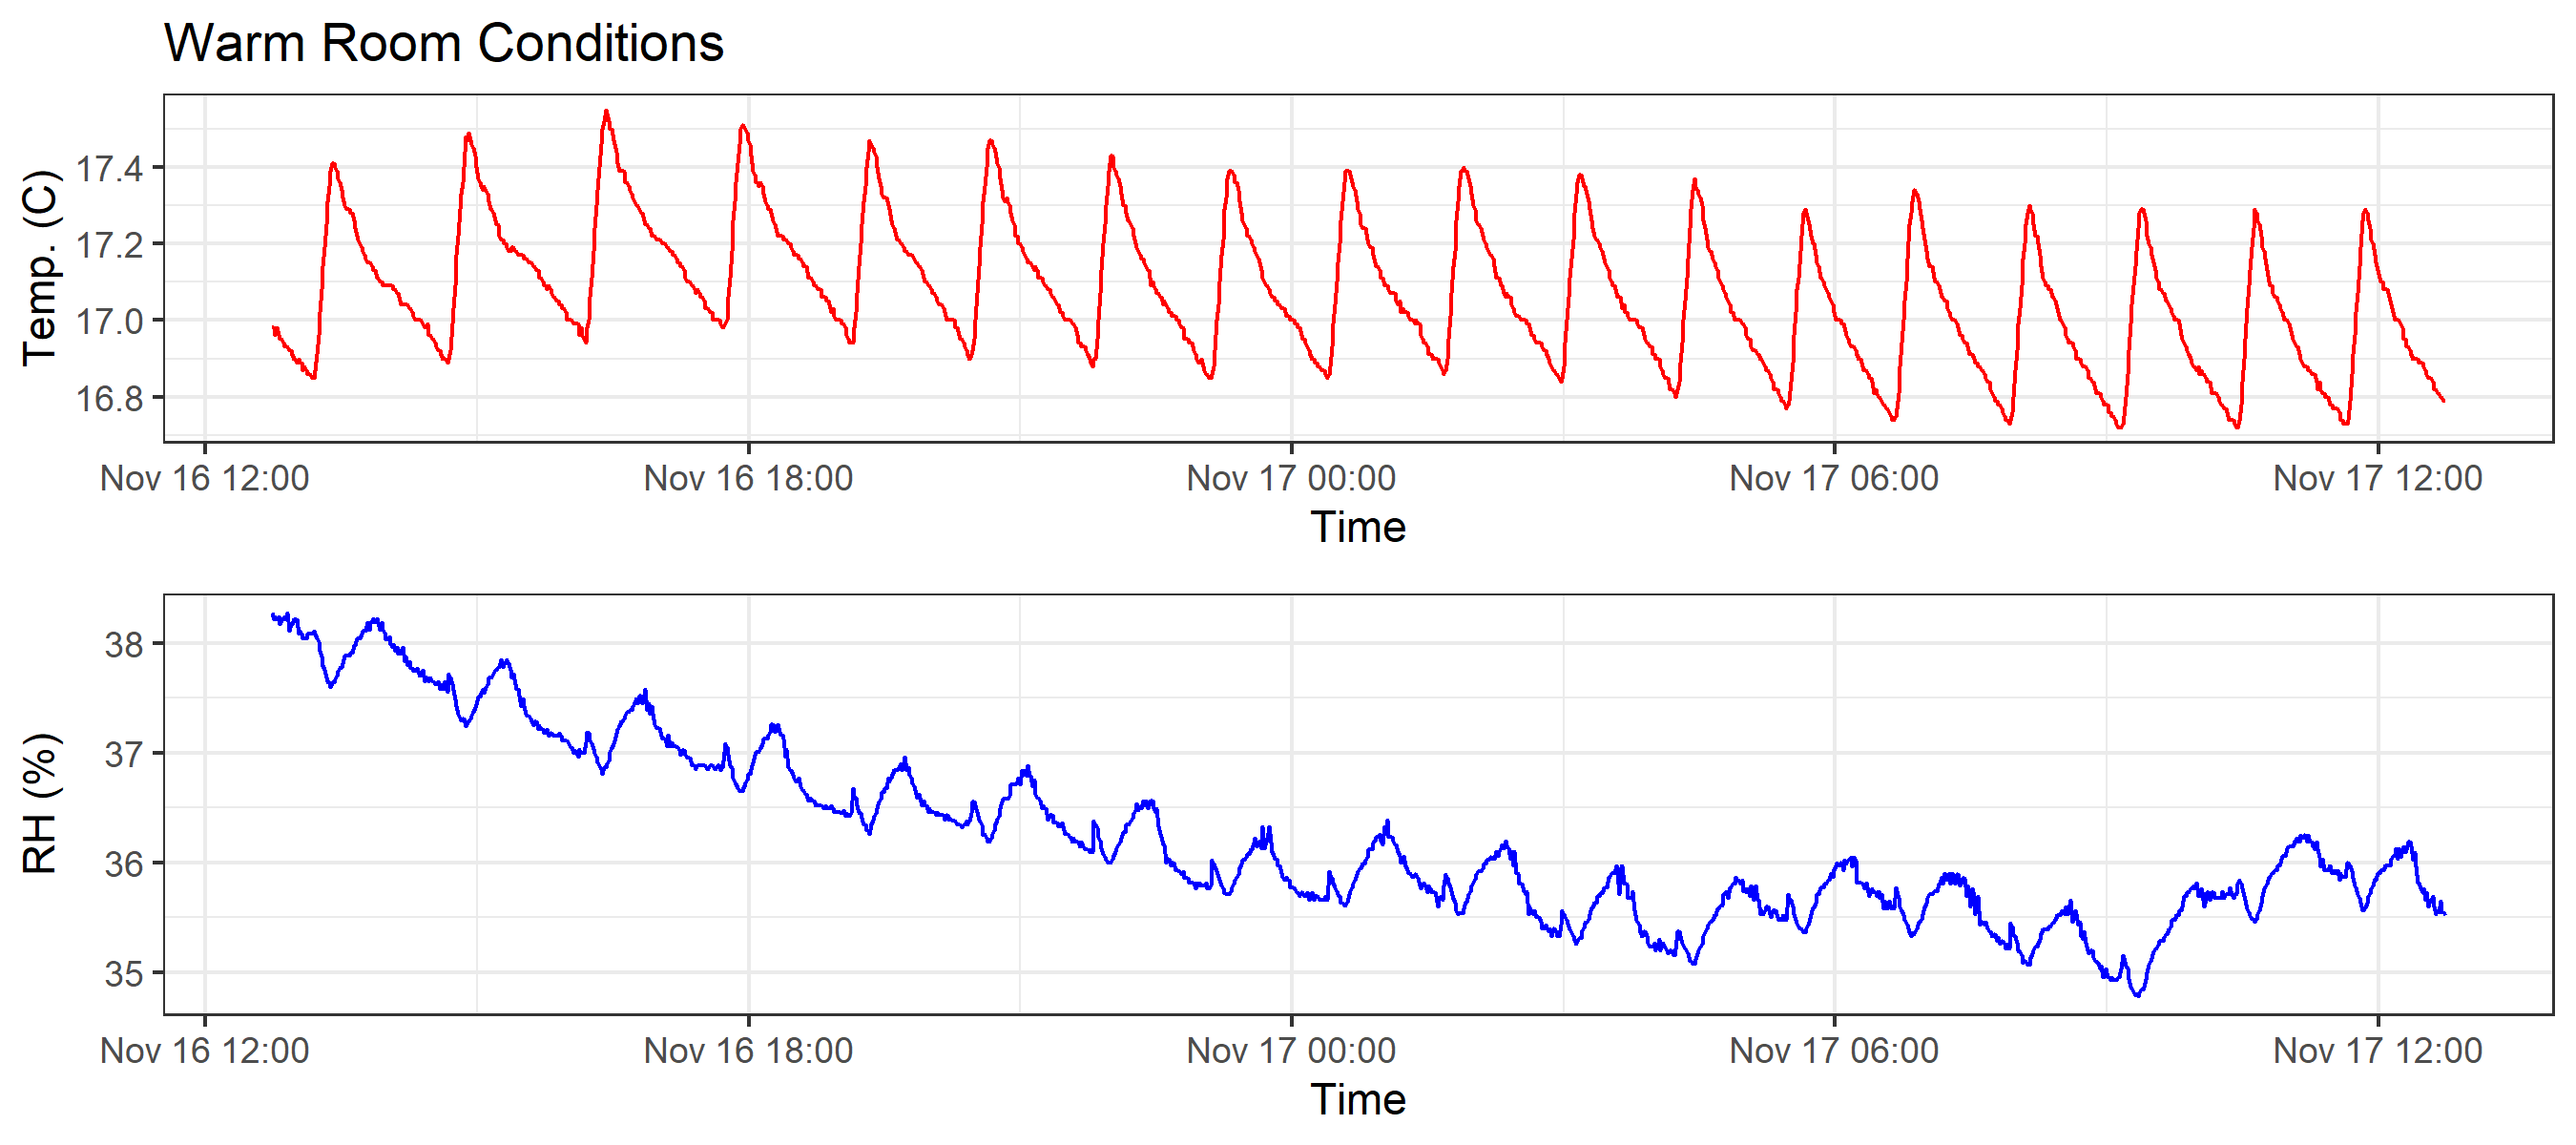 Warm Room Conditions
Temp. (C)
17.4
17.2
17.0
16.8
Nov 16 12:00 Nov 16 18:00 Nov 17 00:00 Nov 17 06:00 Nov 17 12:00
Time
RH (%)
38
37
36
35
Nov 16 12:00 Nov 16 18:00 Nov 17 00:00 Nov 17 06:00 Nov 17 12:00
Time